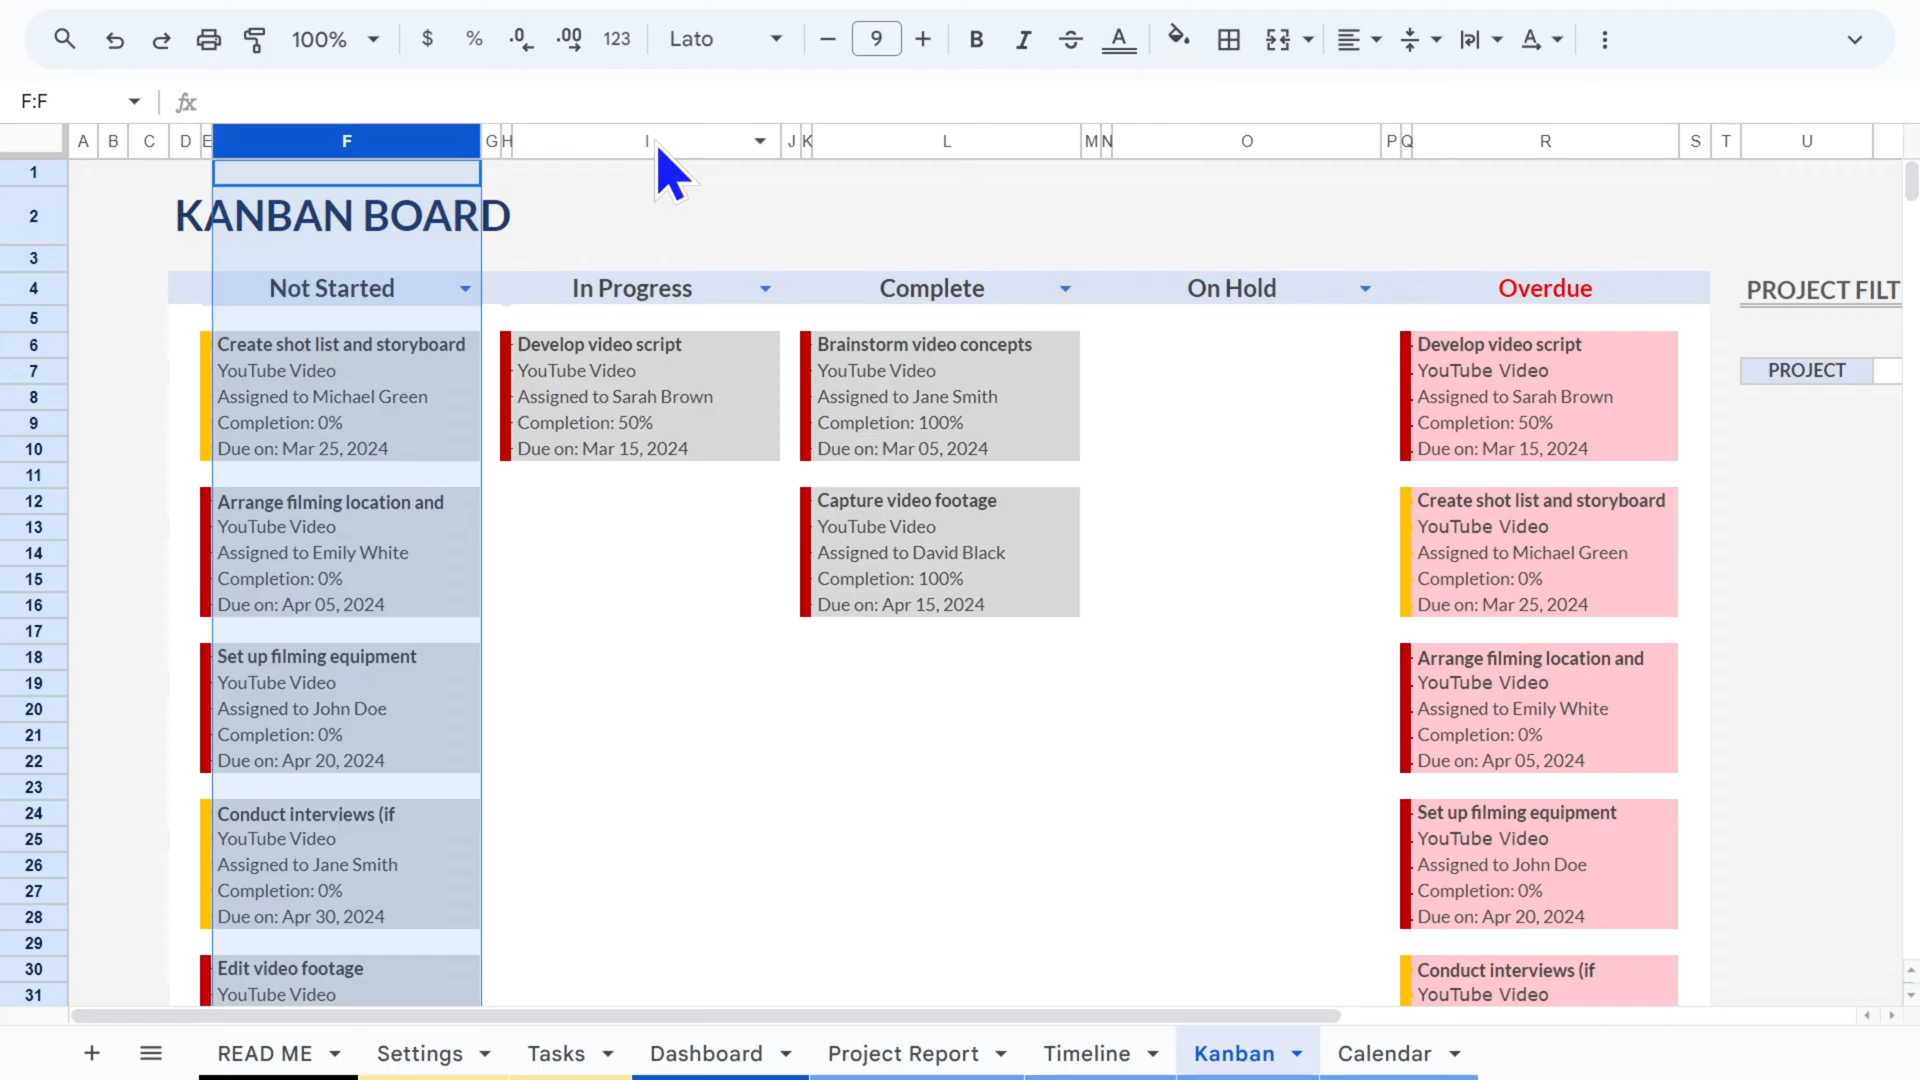 100% $ % .0 .00 123 Lato 9 B I A
F:F fx
A B C D E F G H I J K L M N O P Q R S T U
1
2 KANBAN BOARD
3
4 Not Started In Progress Complete On Hold Overdue PROJECT FILT
5
6 Create shot list and storyboard Develop video script Brainstorm video concepts Develop video script
7 YouTube Video YouTube Video YouTube Video YouTube Video PROJECT
8 Assigned to Michael Green Assigned to Sarah Brown Assigned to Jane Smith Assigned to Sarah Brown
9 Completion: 0% Completion: 50% Completion: 100% Completion: 50%
10 Due on: Mar 25, 2024 Due on: Mar 15, 2024 Due on: Mar 05, 2024 Due on: Mar 15, 2024
11
12 Arrange filming location and Capture video footage Create shot list and storyboard
13 YouTube Video YouTube Video YouTube Video
14 Assigned to Emily White Assigned to David Black Assigned to Michael Green
15 Completion: 0% Completion: 100% Completion: 0%
16 Due on: Apr 05, 2024 Due on: Apr 15, 2024 Due on: Mar 25, 2024
17
18 Set up filming equipment Arrange filming location and
19 YouTube Video YouTube Video
20 Assigned to John Doe Assigned to Emily White
21 Completion: 0% Completion: 0%
22 Due on: Apr 20, 2024 Due on: Apr 05, 2024
23
24 Conduct interviews (if Set up filming equipment
25 YouTube Video YouTube Video
26 Assigned to Jane Smith Assigned to John Doe
27 Completion: 0% Completion: 0%
28 Due on: Apr 30, 2024 Due on: Apr 20, 2024
29
30 Edit video footage Conduct interviews (if
31 YouTube Video YouTube Video
READ ME Settings Tasks Dashboard Project Report Timeline Kanban Calendar